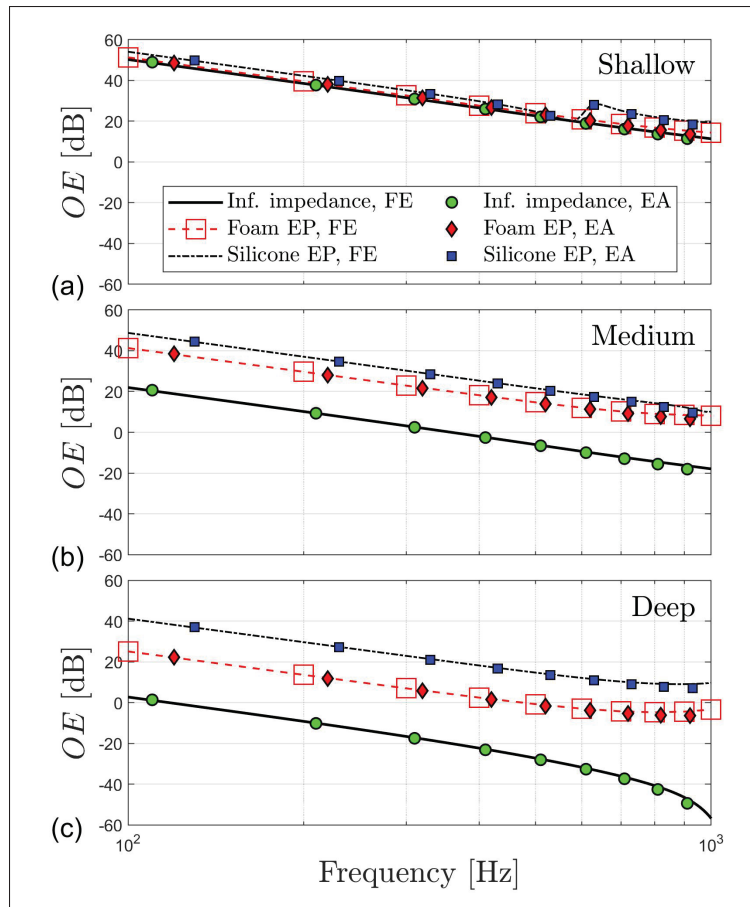 60
40
20
0
-20
-40
-60
OE [dB]
Shallow
Inf. impedance, FE
Inf. impedance, EA
Foam EP, FE
Foam EP, EA
Silicone EP, FE
Silicone EP, EA
(a)
60
40
20
0
-20
-40
-60
OE [dB]
Medium
(b)
60
40
20
0
-20
-40
-60
OE [dB]
Deep
(c)
10² 10³
Frequency [Hz]